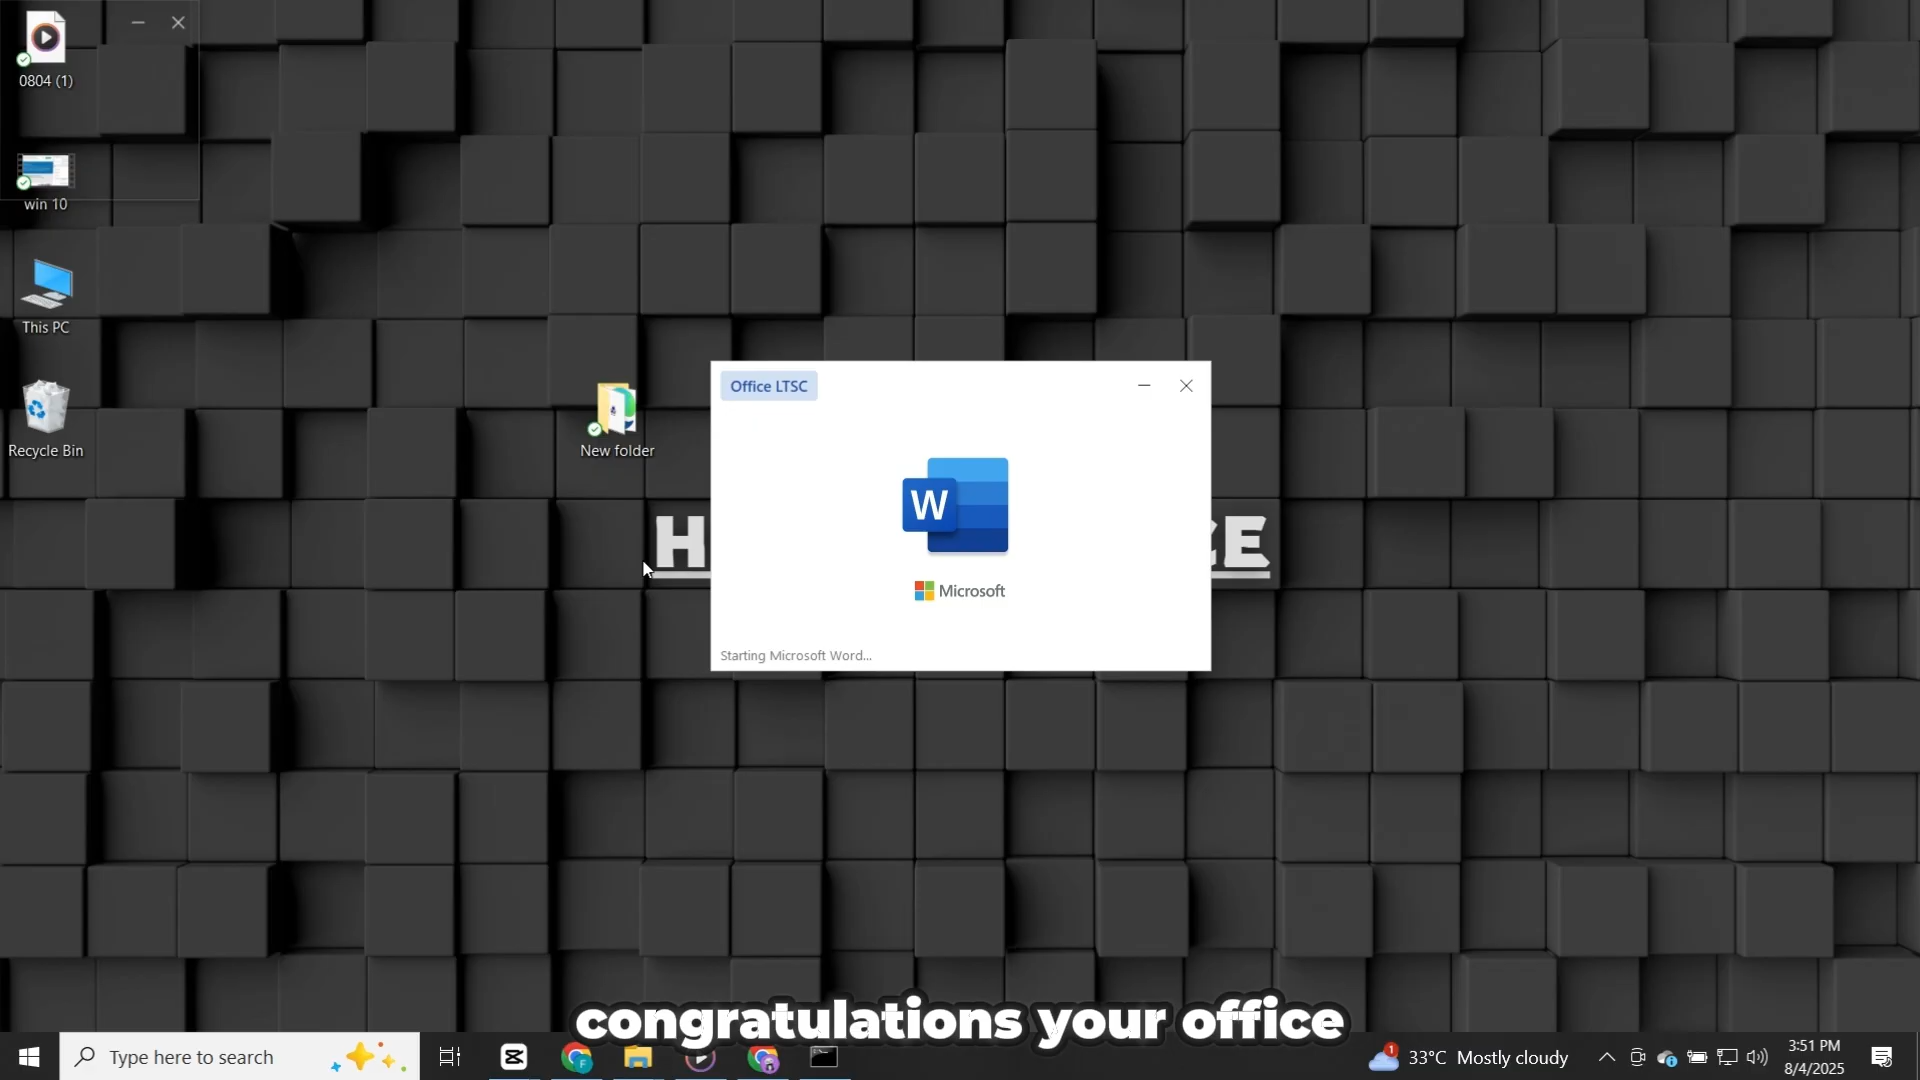 0804 (1)
win 10
This PC
Recycle Bin
New folder
Office LTSC
W
Microsoft
Starting Microsoft Word...
H
E
congratulations your office
Type here to search
F
1
33°C Mostly cloudy
3:51 PM
8/4/2025